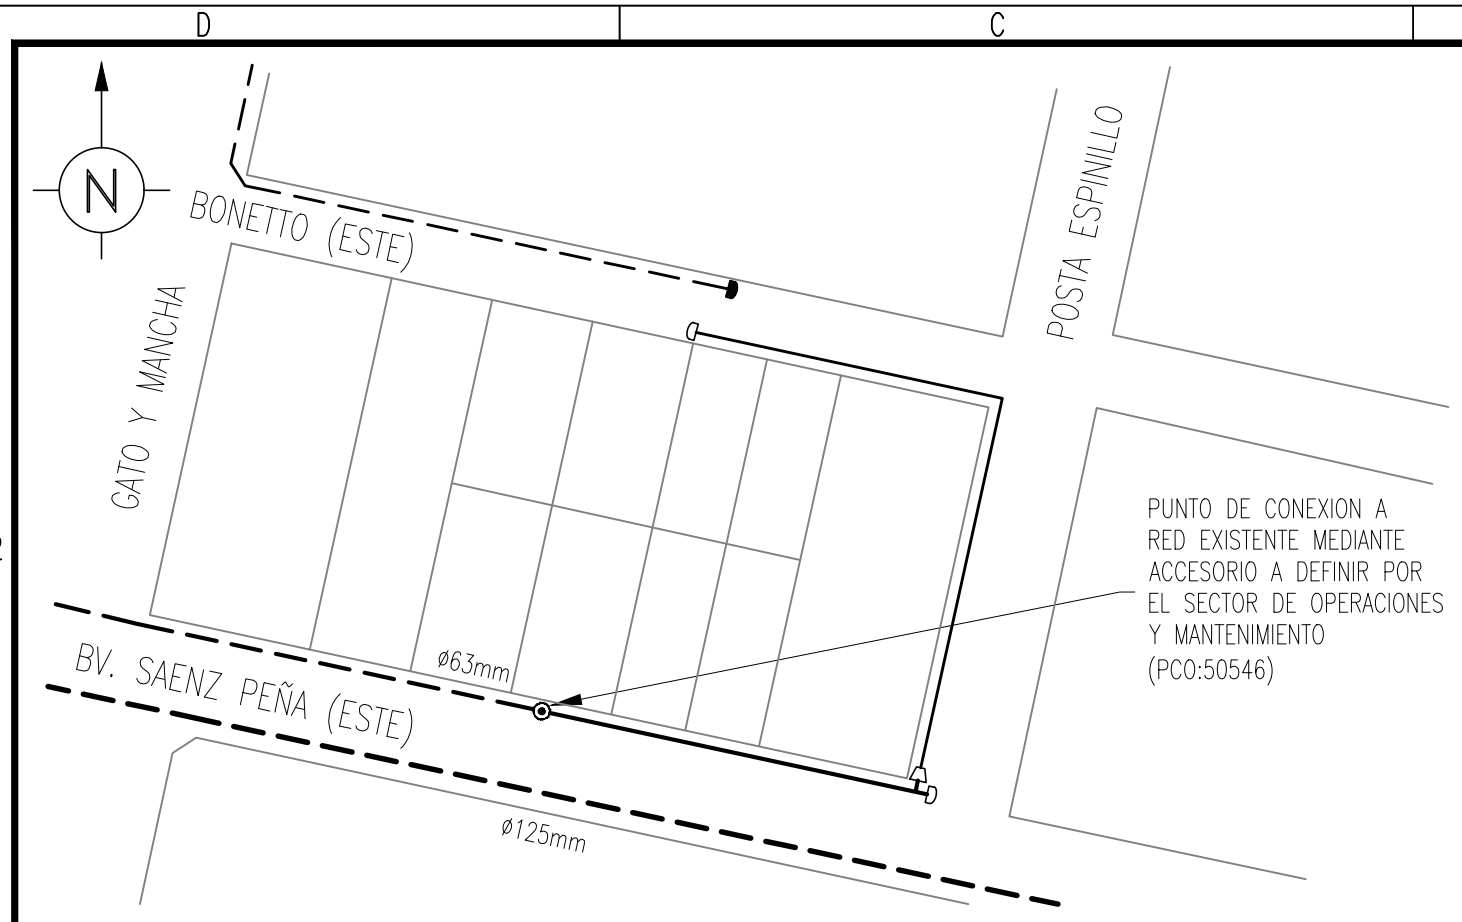 D
C
N
BONETTO (ESTE)
POSTA ESPINILLO
GATO Y MANCHA
PUNTO DE CONEXION A
RED EXISTENTE MEDIANTE
ACCESORIO A DEFINIR POR
EL SECTOR DE OPERACIONES
Y MANTENIMIENTO
(PCO:50546)
ø63mm
BV. SAENZ PEÑA (ESTE)
ø125mm